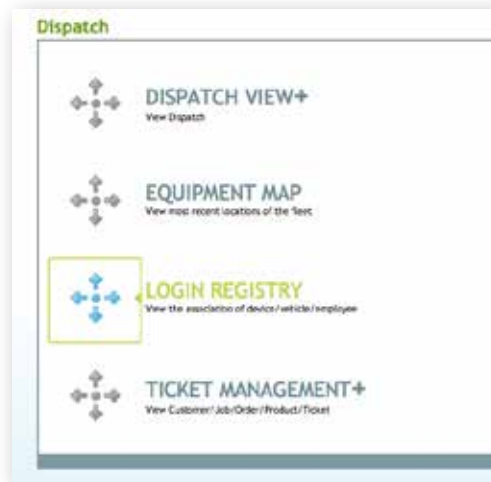 Dispatch
DISPATCH VIEW+
View Dispatch
EQUIPMENT MAP
View most recent locations of the fleet
LOGIN REGISTRY
View the association of device/vehicle/employee
TICKET MANAGEMENT+
View Customer/Job/Order/Product/Ticket